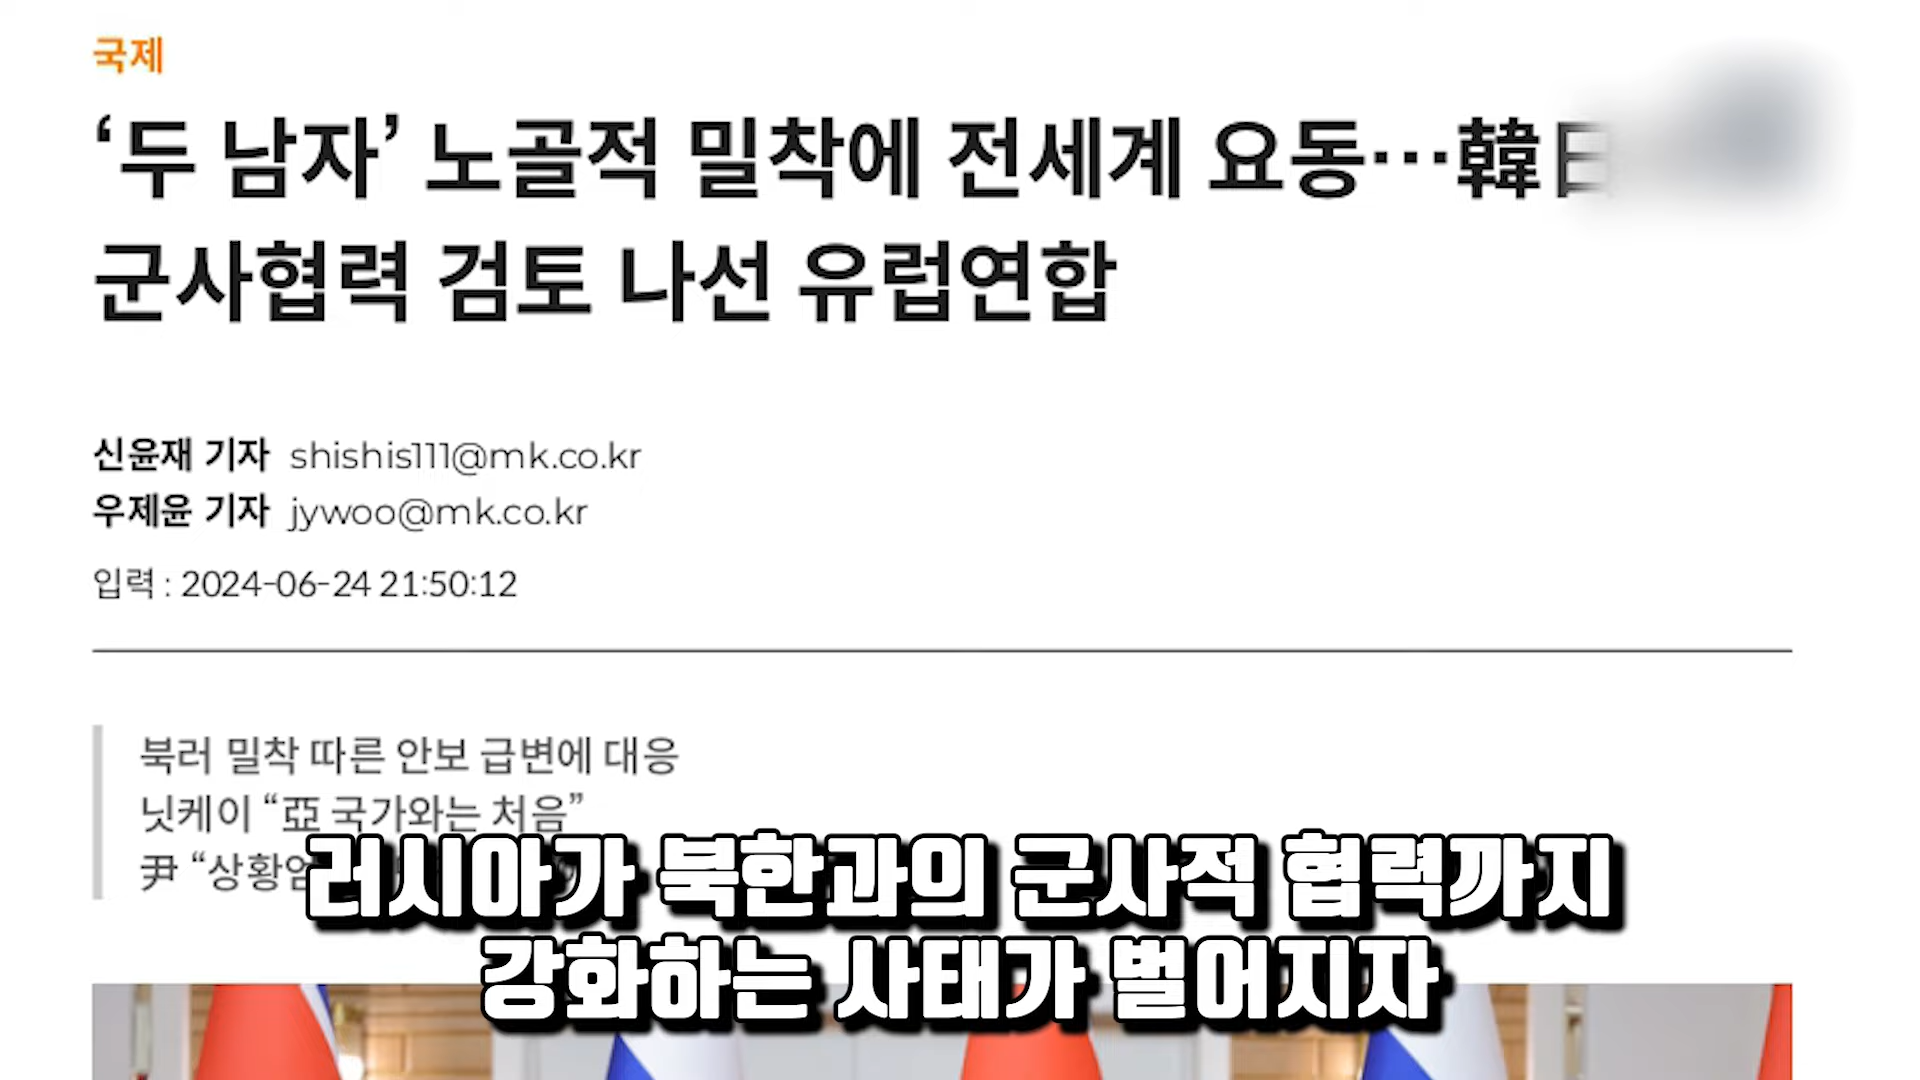 국제
‘두 남자’ 노골적 밀착에 전세계 요동…韓日
군사협력 검토 나선 유럽연합
신윤재 기자 shishis111@mk.co.kr
우제윤 기자 jywoo@mk.co.kr
입력 : 2024-06-24 21:50:12
북러 밀착 따른 안보 급변에 대응
닛케이 “亞 국가와는 처음”
尹 “상황엄
러시아가 북한과의 군사적 협력까지
강화하는 사태가 벌어지자